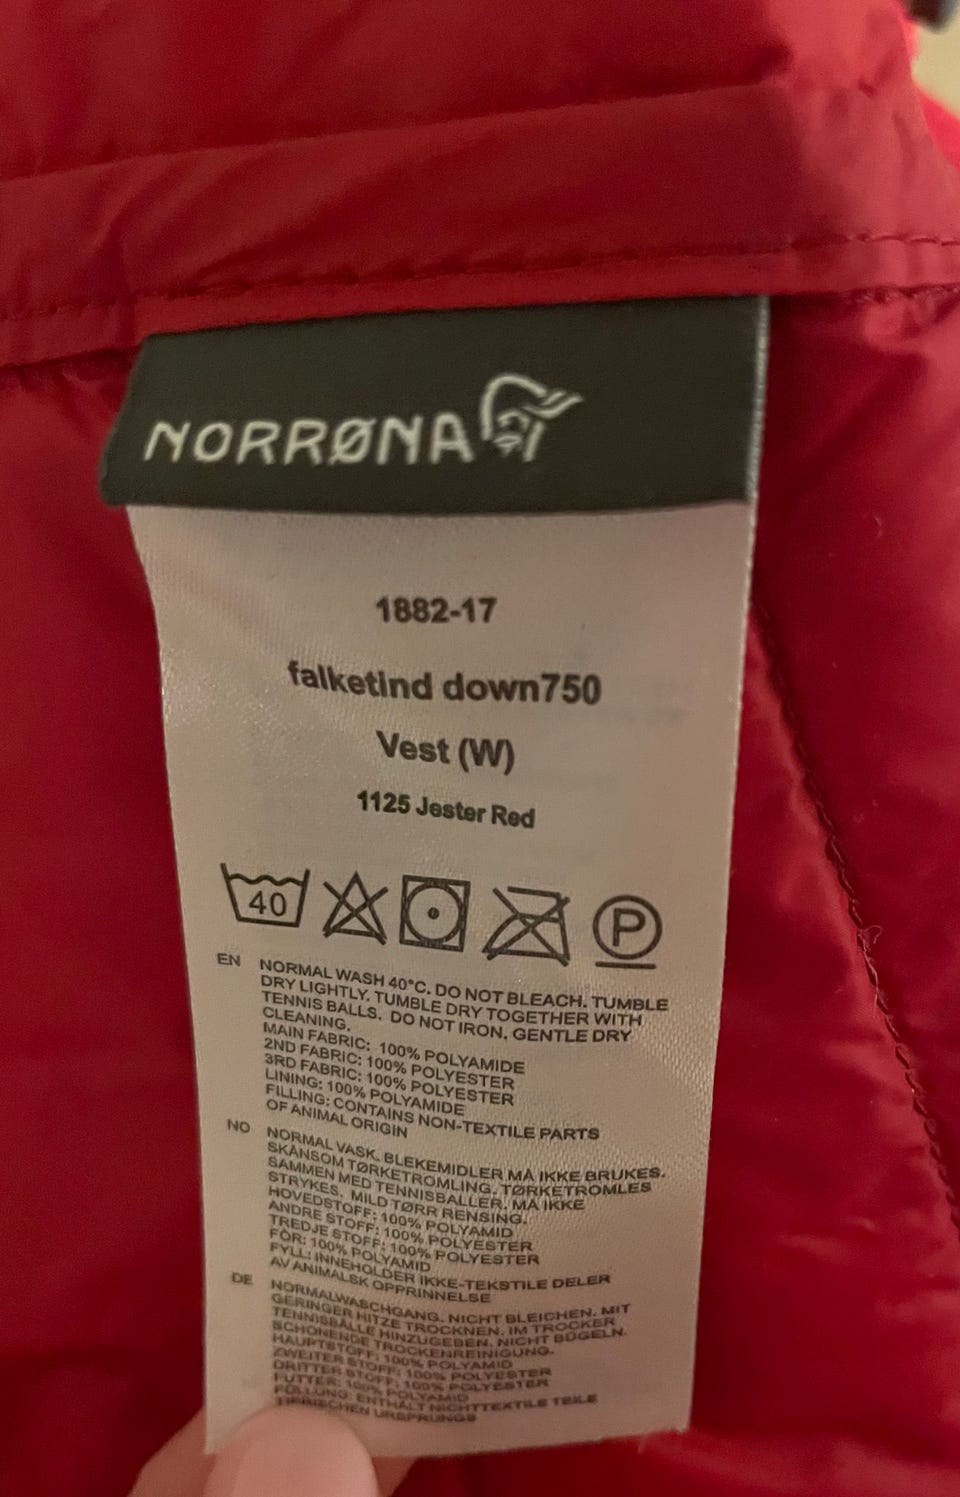 NORRØNA
1882-17
falketind down750
Vest (W)
1125 Jester Red
40
P
EN NORMAL WASH 40°C. DO NOT BLEACH. TUMBLE
DRY LIGHTLY. TUMBLE DRY TOGETHER WITH
TENNIS BALLS. DO NOT IRON. GENTLE DRY
CLEANING.
MAIN FABRIC: 100% POLYAMIDE
2ND FABRIC: 100% POLYESTER
3RD FABRIC: 100% POLYESTER
LINING: 100% POLYAMIDE
FILLING: CONTAINS NON-TEXTILE PARTS
OF ANIMAL ORIGIN
NO NORMAL VASK. BLEKEMIDLER MÅ IKKE BRUKES.
SKÅNSOM TØRKETROMLING. TØRKETROMLES
SAMMEN MED TENNISBALLER. MÅ IKKE
STRYKES. MILD TØRR RENSING.
HOVEDSTOFF: 100% POLYAMID
ANDRE STOFF: 100% POLYESTER
TREDJE STOFF: 100% POLYESTER
FÔR: 100% POLYAMID
FYLL: INNEHOLDER IKKE-TEKSTILE DELER
AV ANIMALSK OPPRINNELSE
DE NORMALWASCHGANG. NICHT BLEICHEN. MIT
GERINGER HITZE TROCKNEN. IM TROCKER
TENNISBÄLLE HINZUGEBEN. NICHT BÜGELN.
SCHONENDE TROCKENREINIGUNG.
HAUPTSTOFF: 100% POLYAMID
ZWEITER STOFF: 100% POLYESTER
DRITTER STOFF: 100% POLYESTER
FUTTER: 100% POLYAMID
FÜLLUNG: ENTHÄLT NICHTTEXTILE TEILE
TIERISCHEN URSPRUNGS